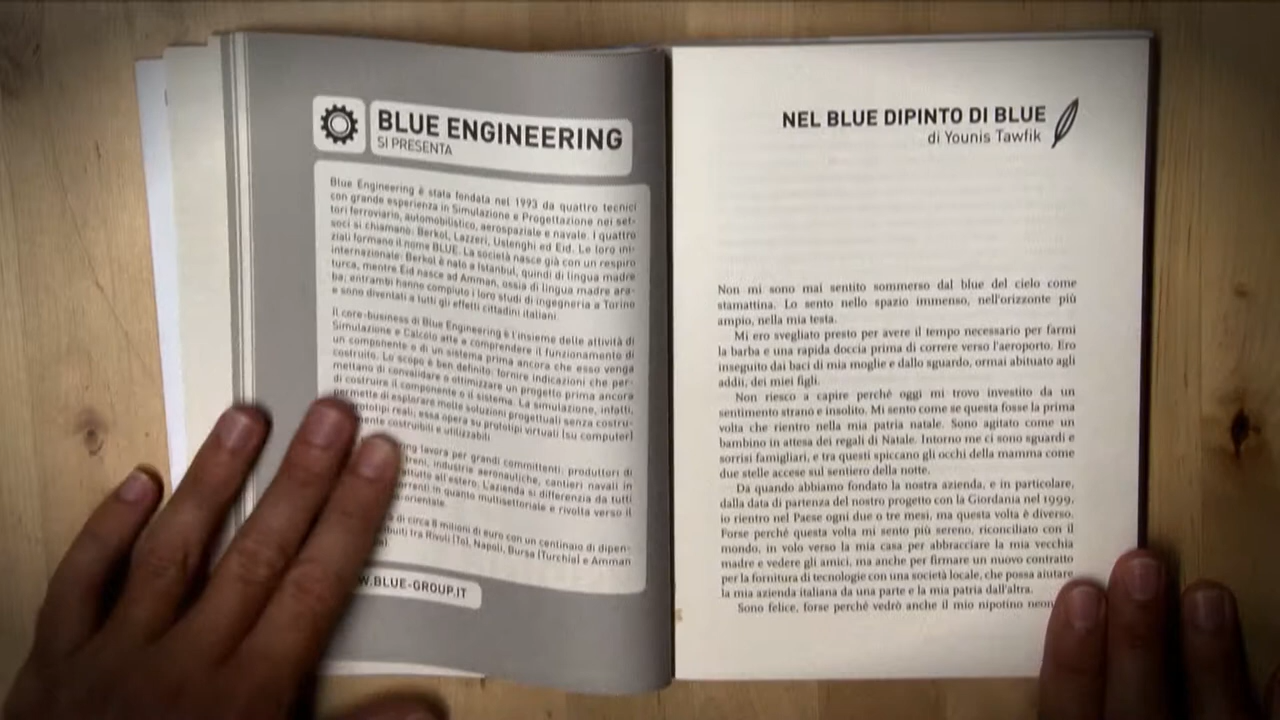 BLUE ENGINEERING
SI PRESENTA
Blue Engineering è stata fondata nel 1993 da quattro tecnici
con grande esperienza in Simulazione e Progettazione nei set-
tori ferroviario, automobilistico, aerospaziale e navale. I quattro
soci si chiamano: Berkol, Lazzeri, Uslenghi ed Eid. Le loro ini-
ziali formano il nome BLUE. La società nasce già con un respiro
internazionale: Berkol è nato a Istanbul, quindi di lingua madre
turca, mentre Eid nasce ad Amman, ossia di lingua madre ara-
ba; entrambi hanno compiuto i loro studi di ingegneria a Torino
e sono diventati a tutti gli effetti cittadini italiani.
Il core-business di Blue Engineering è l'insieme delle attività di
Simulazione e Calcolo atte a comprendere il funzionamento di
un componente o di un sistema prima ancora che esso venga
costruito. Lo scopo è ben definito: fornire indicazioni che per-
mettano di convalidare o ottimizzare un progetto prima ancora
di costruire il componente o il sistema. La simulazione, infatti,
permette di esplorare molte soluzioni progettuali senza costru-
prototipi reali; essa opera su prototipi virtuali (su computer)
mente costruibili e utilizzabili.
ing lavora per grandi committenti: produttori di
treni, industrie aeronautiche, cantieri navali in
tutto all'estero. L'azienda si differenzia da tutti
correnti in quanto multisettoriale e rivolta verso il
orientale.
di circa 8 milioni di euro con un centinaio di dipen-
buiti tra Rivoli (To), Napoli, Bursa (Turchia) e Amman
W.BLUE-GROUP.IT
NEL BLUE DIPINTO DI BLUE
di Younis Tawfik
Non mi sono mai sentito sommerso dal blue del cielo come
stamattina. Lo sento nello spazio immenso, nell'orizzonte più
ampio, nella mia testa.
Mi ero svegliato presto per avere il tempo necessario per farmi
la barba e una rapida doccia prima di correre verso l'aeroporto. Ero
inseguito dai baci di mia moglie e dallo sguardo, ormai abituato agli
addii, dei miei figli.
Non riesco a capire perché oggi mi trovo investito da un
sentimento strano e insolito. Mi sento come se questa fosse la prima
volta che rientro nella mia patria natale. Sono agitato come un
bambino in attesa dei regali di Natale. Intorno me ci sono sguardi e
sorrisi famigliari, e tra questi spiccano gli occhi della mamma come
due stelle accese sul sentiero della notte.
Da quando abbiamo fondato la nostra azienda, e in particolare,
dalla data di partenza del nostro progetto con la Giordania nel 1999,
io rientro nel Paese ogni due o tre mesi, ma questa volta è diverso.
Forse perché questa volta mi sento più sereno, riconciliato con il
mondo, in volo verso la mia casa per abbracciare la mia vecchia
madre e vedere gli amici, ma anche per firmare un nuovo contratto
per la fornitura di tecnologie con una società locale, che possa aiutare
la mia azienda italiana da una parte e la mia patria dall'altra.
Sono felice, forse perché vedrò anche il mio nipotino neon